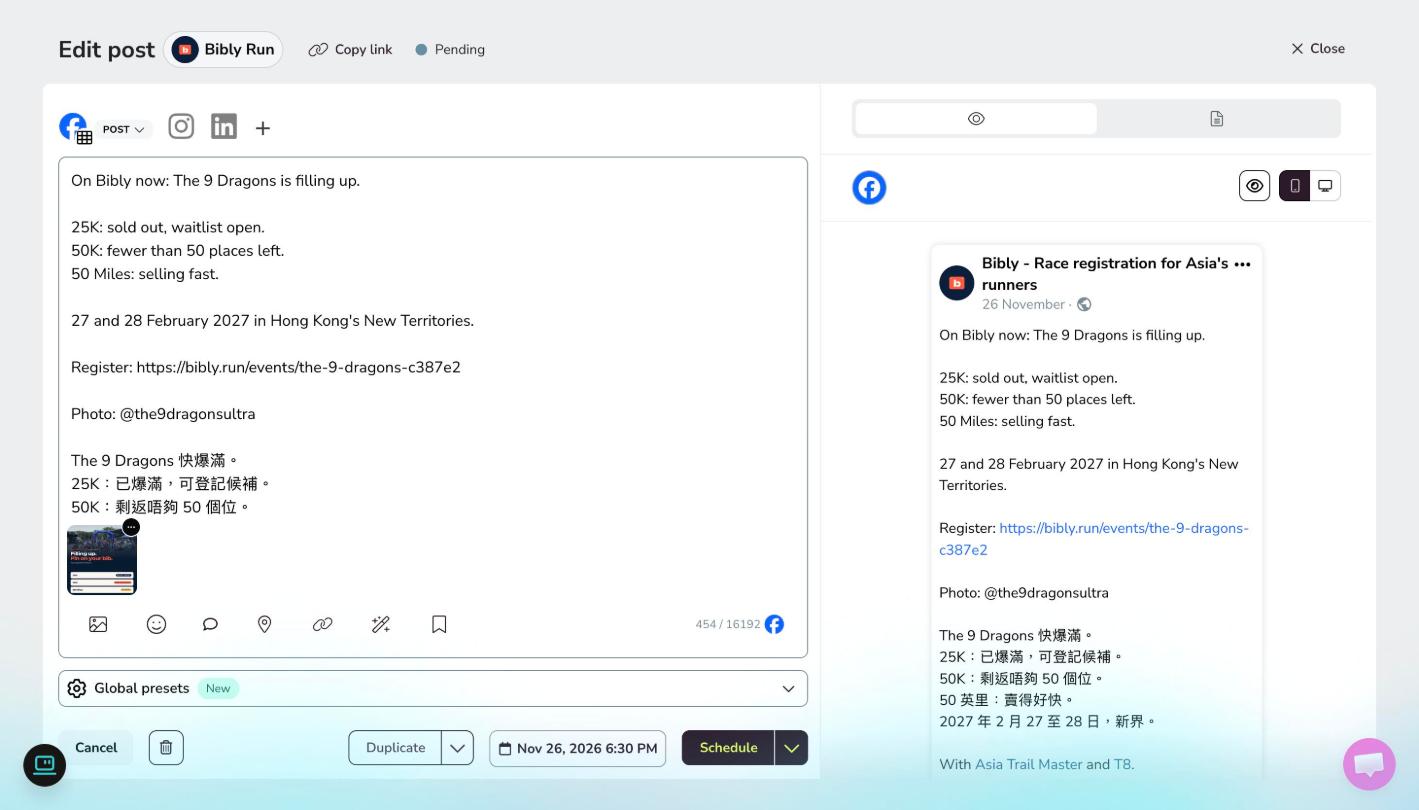 Edit post
Bibly Run
Copy link
Pending
Close
POST
On Bibly now: The 9 Dragons is filling up.
25K: sold out, waitlist open.
50K: fewer than 50 places left.
50 Miles: selling fast.
27 and 28 February 2027 in Hong Kong's New Territories.
Register: https://bibly.run/events/the-9-dragons-c387e2
Photo: @the9dragonsultra
The 9 Dragons 快爆滿。
25K：已爆滿，可登記候補。
50K：剩返唔夠 50 個位。
Filling up.
Pin on your bib.
454 / 16192
Global presets
New
Cancel
Duplicate
Nov 26, 2026 6:30 PM
Schedule
Bibly - Race registration for Asia's
runners
26 November ·
On Bibly now: The 9 Dragons is filling up.
25K: sold out, waitlist open.
50K: fewer than 50 places left.
50 Miles: selling fast.
27 and 28 February 2027 in Hong Kong's New
Territories.
Register: https://bibly.run/events/the-9-dragons-
c387e2
Photo: @the9dragonsultra
The 9 Dragons 快爆滿。
25K：已爆滿，可登記候補。
50K：剩返唔夠 50 個位。
50 英里：賣得好快。
2027 年 2 月 27 至 28 日，新界。
With Asia Trail Master and T8.